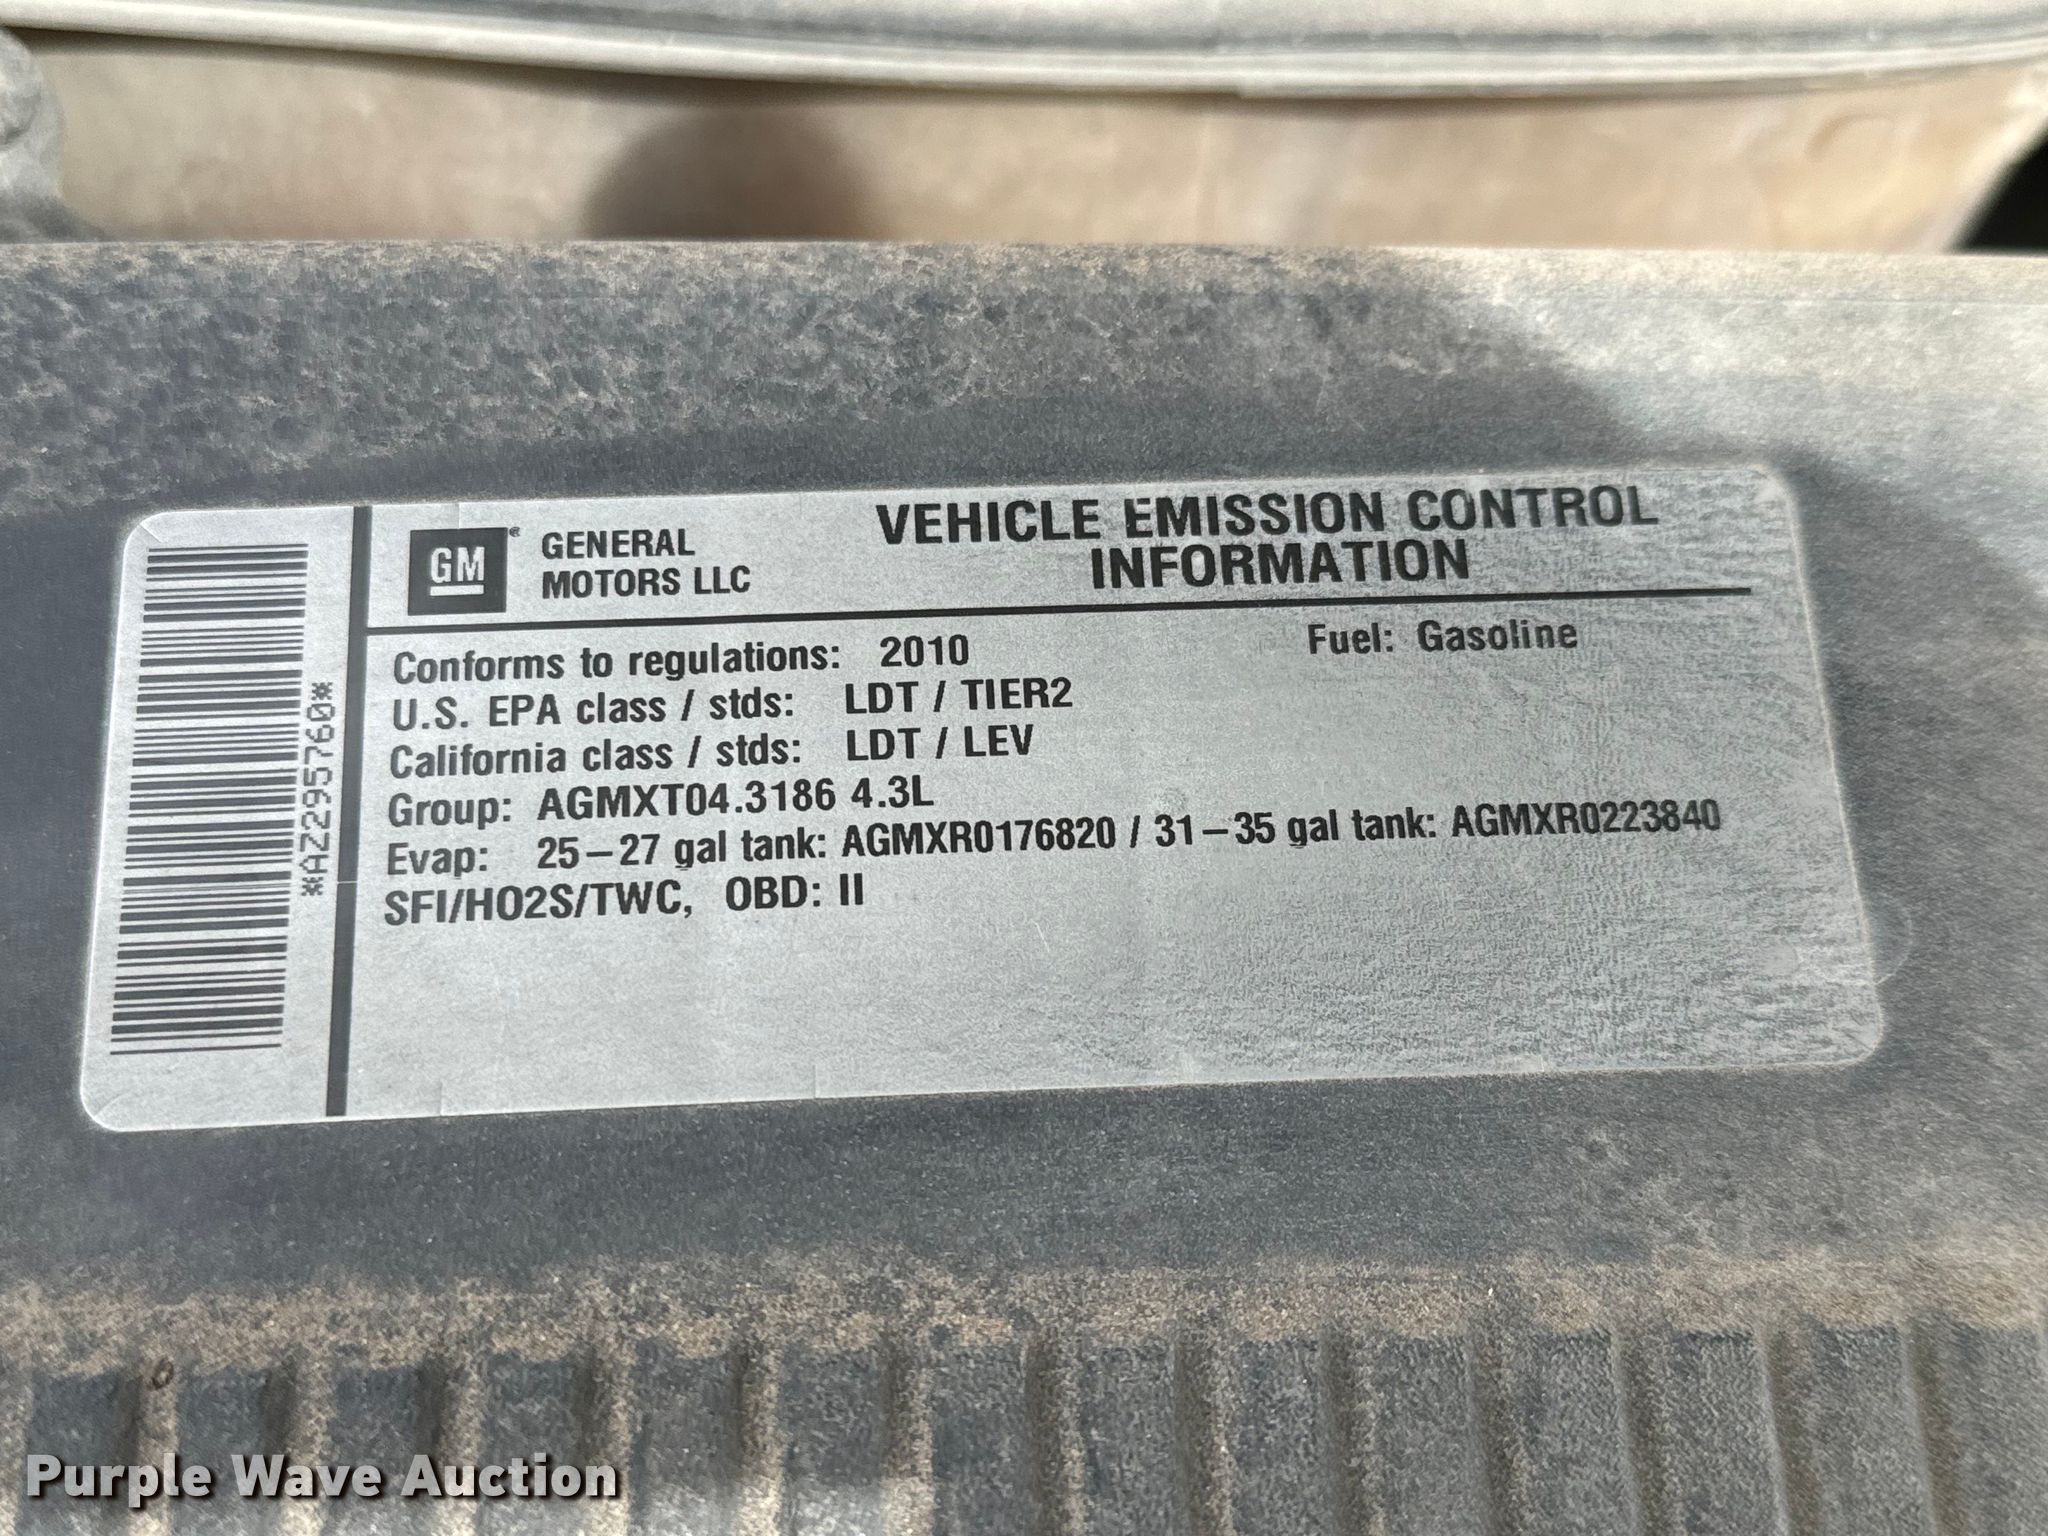 GM
GENERAL
MOTORS LLC
VEHICLE EMISSION CONTROL
INFORMATION
Conforms to regulations: 2010
Fuel: Gasoline
U.S. EPA class / stds: LDT / TIER2
California class / stds: LDT / LEV
Group: AGMXT04.3186 4.3L
Evap: 25–27 gal tank: AGMXR0176820 / 31–35 gal tank: AGMXR0223840
SFI/HO2S/TWC, OBD: II
*AZ295760*
Purple Wave Auction